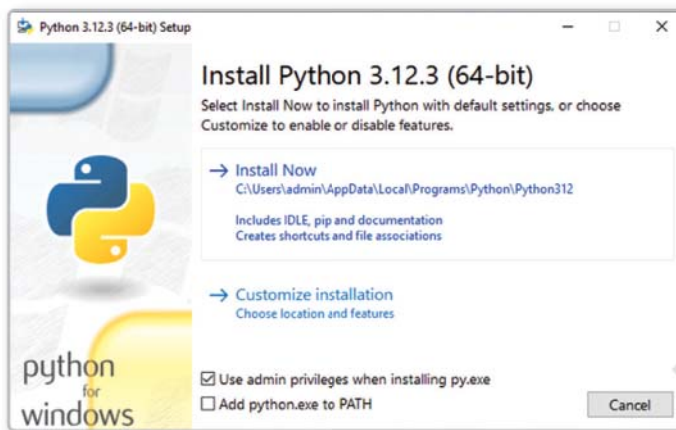 Python 3.12.3 (64-bit) Setup
Install Python 3.12.3 (64-bit)
Select Install Now to install Python with default settings, or choose
Customize to enable or disable features.
Install Now
C:\Users\admin\AppData\Local\Programs\Python\Python312
Includes IDLE, pip and documentation
Creates shortcuts and file associations
Customize installation
Choose location and features
python
for
windows
Use admin privileges when installing py.exe
Add python.exe to PATH
Cancel